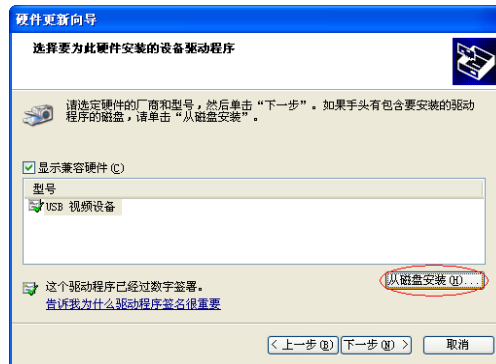 硬件更新向导
选择要为此硬件安装的设备驱动程序
请选定硬件的厂商和型号，然后单击“下一步”。如果手头有包含要安装的驱动
程序的磁盘，请单击“从磁盘安装”。
显示兼容硬件(C)
型号
USB 视频设备
从磁盘安装(H)...
这个驱动程序已经过数字签署。
告诉我为什么驱动程序签名很重要
< 上一步(B) 下一步(N) > 取消